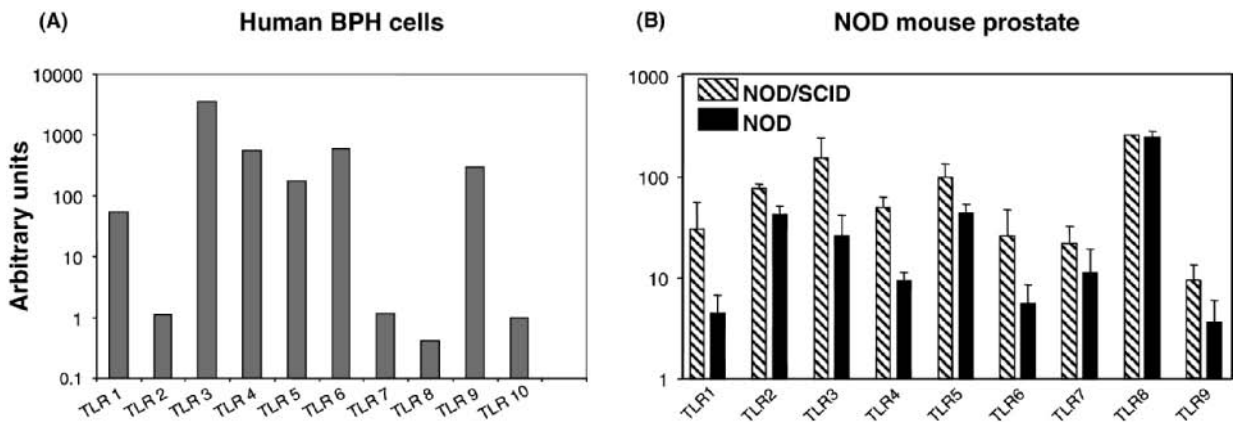 (A) Human BPH cells
Arbitrary units
10000
1000
100
10
1
0.1
TLR 1 TLR 2 TLR 3 TLR 4 TLR 5 TLR 6 TLR 7 TLR 8 TLR 9 TLR 10
(B) NOD mouse prostate
NOD/SCID
NOD
1000
100
10
1
TLR1 TLR2 TLR3 TLR4 TLR5 TLR6 TLR7 TLR8 TLR9